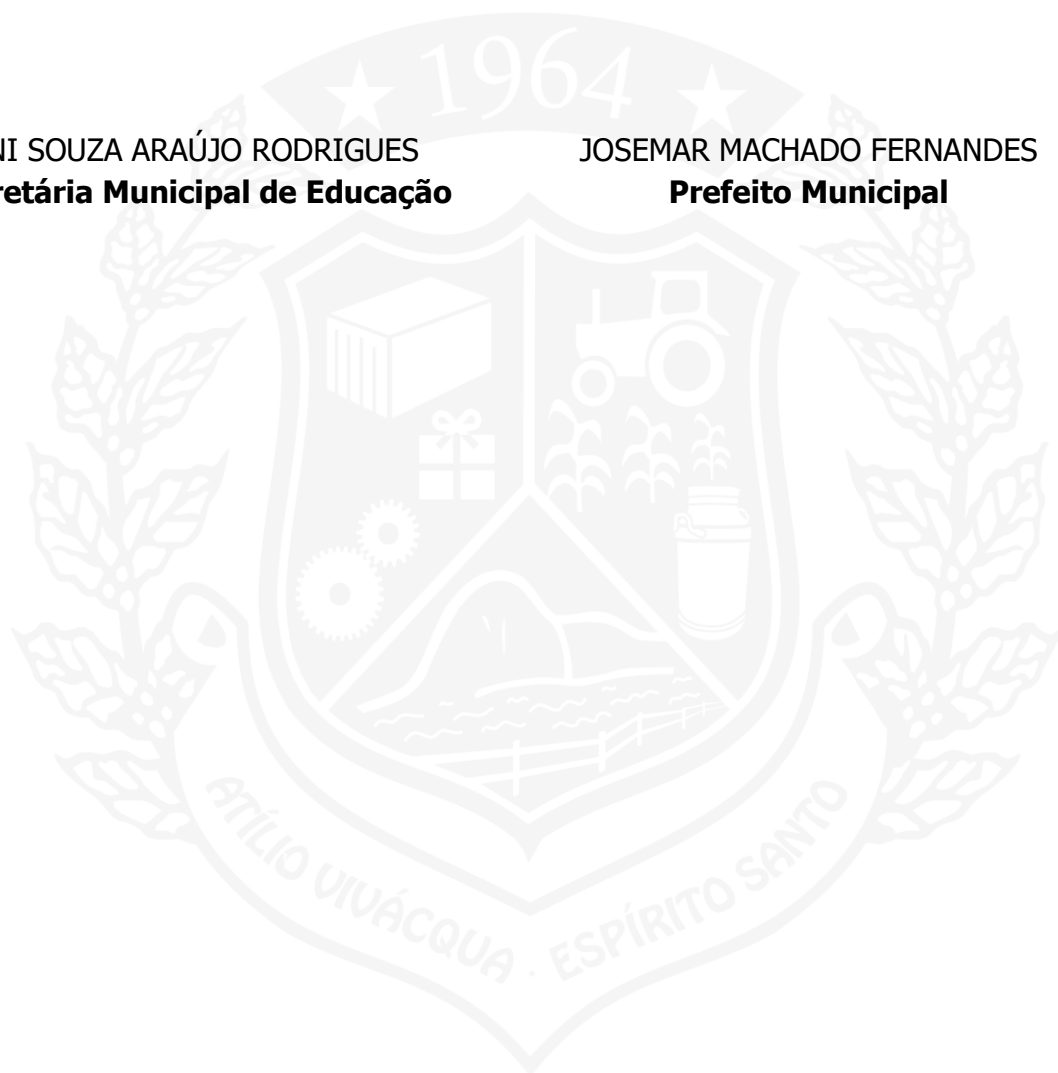 1964
NI SOUZA ARAÚJO RODRIGUES JOSEMAR MACHADO FERNANDES
retária Municipal de Educação Prefeito Municipal
ATÍLIO VIVÁCQUA · ESPÍRITO SANTO